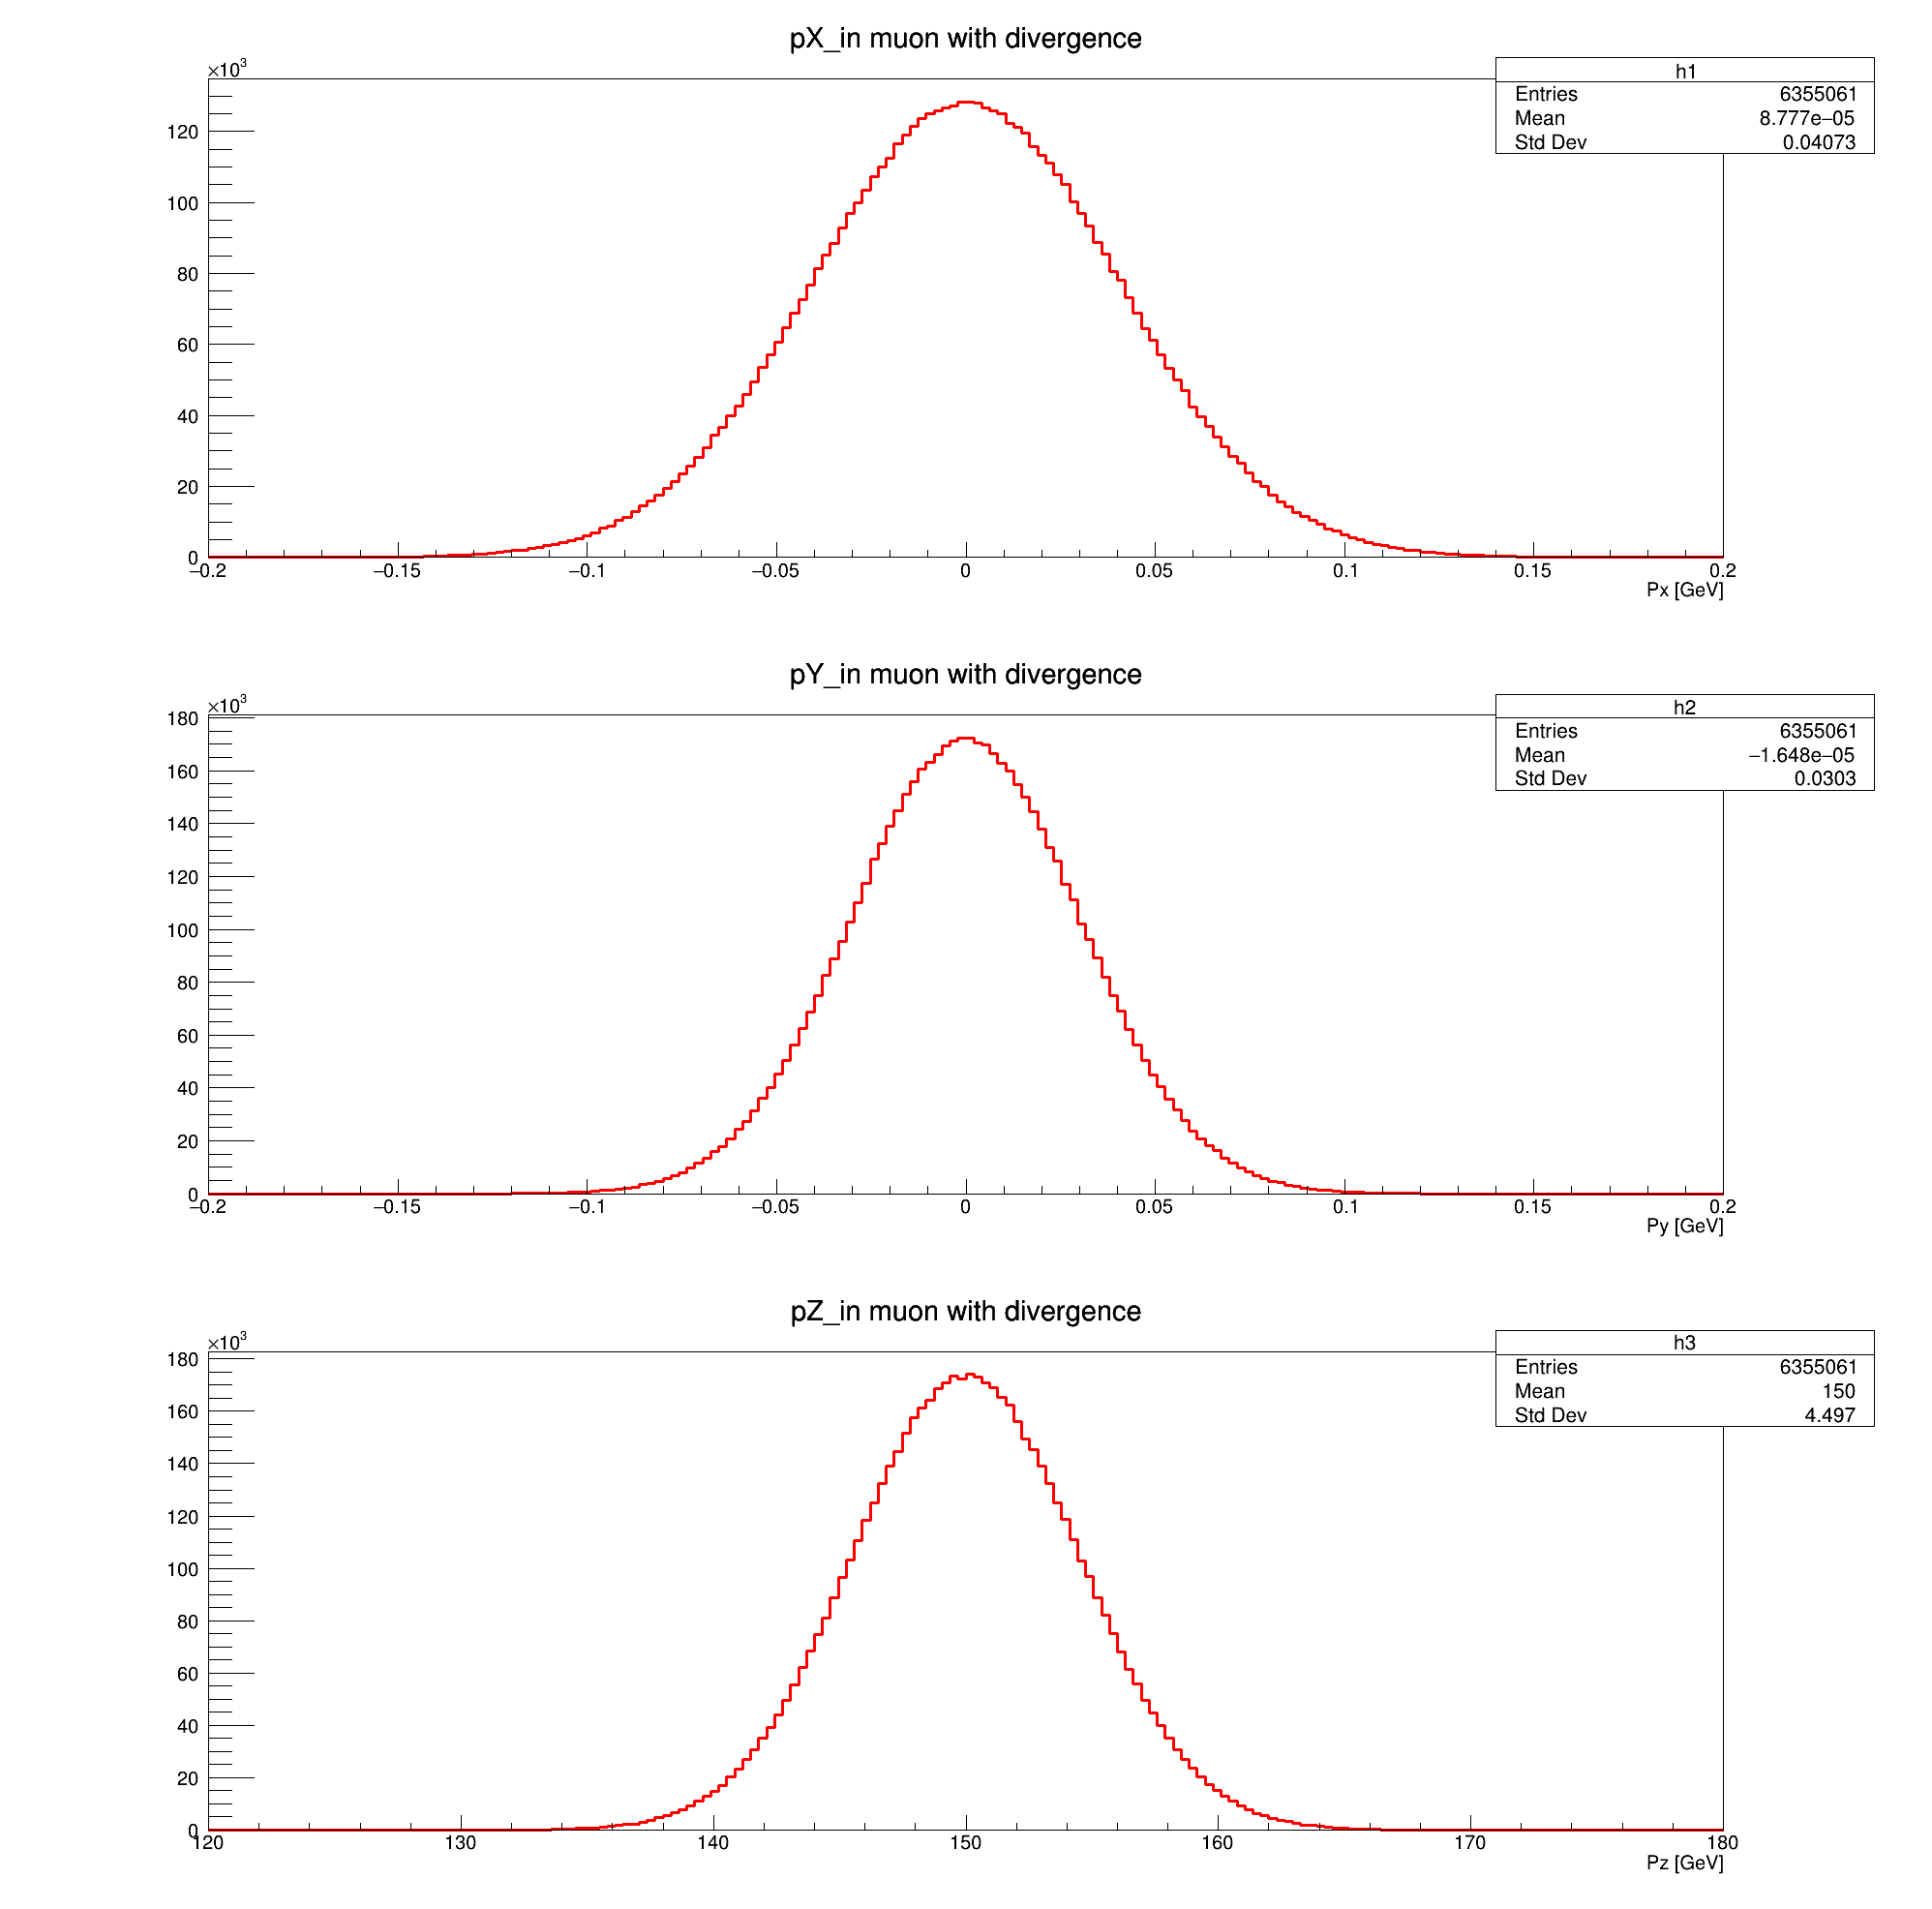 pX_in muon with divergence
×10³
h1
Entries 6355061
Mean 8.777e−05
Std Dev 0.04073
120
100
80
60
40
20
0
−0.2 −0.15 −0.1 −0.05 0 0.05 0.1 0.15 0.2
Px [GeV]
pY_in muon with divergence
×10³
h2
Entries 6355061
Mean −1.648e−05
Std Dev 0.0303
180
160
140
120
100
80
60
40
20
0
−0.2 −0.15 −0.1 −0.05 0 0.05 0.1 0.15 0.2
Py [GeV]
pZ_in muon with divergence
×10³
h3
Entries 6355061
Mean 150
Std Dev 4.497
180
160
140
120
100
80
60
40
20
0
120 130 140 150 160 170 180
Pz [GeV]